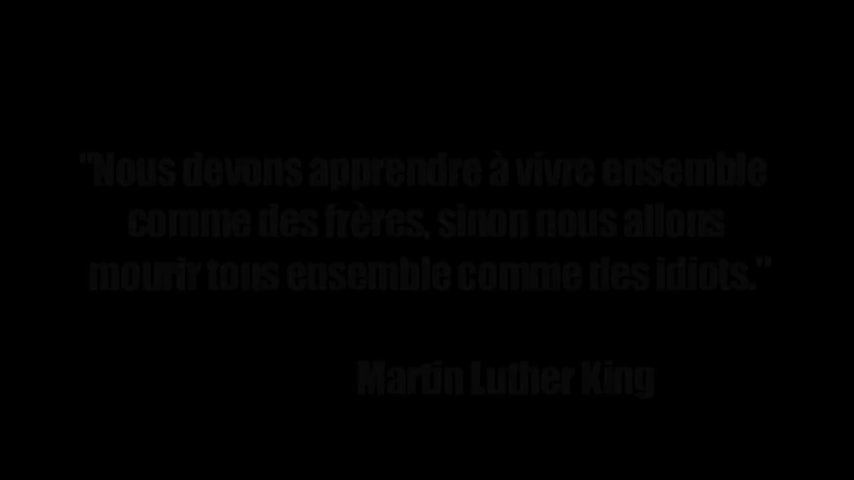 "Nous devons apprendre à vivre ensemble
comme des frères, sinon nous allons
mourir tous ensemble comme des idiots."
Martin Luther King